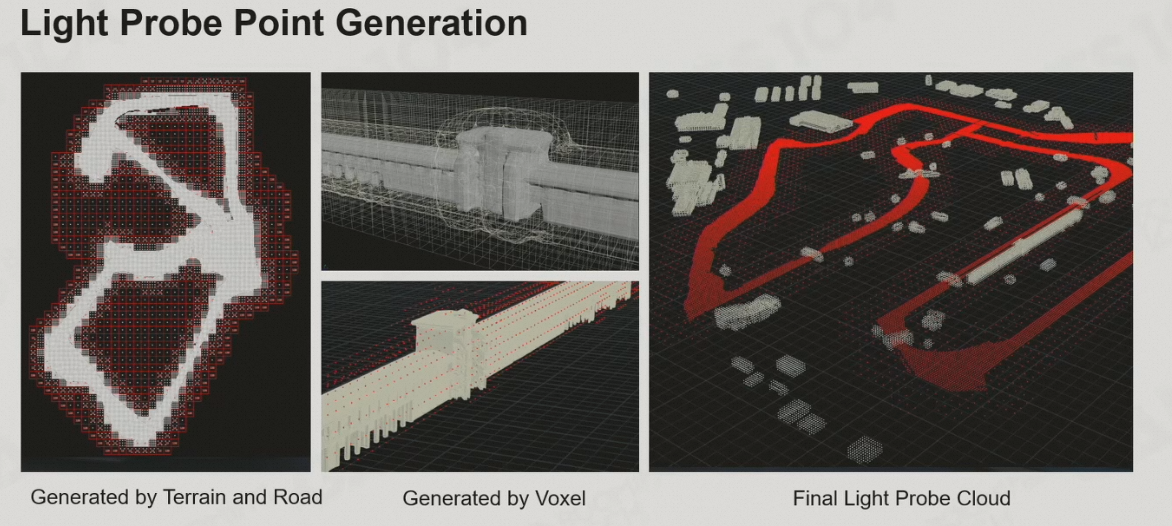 Light Probe Point Generation
Generated by Terrain and Road
Generated by Voxel
Final Light Probe Cloud